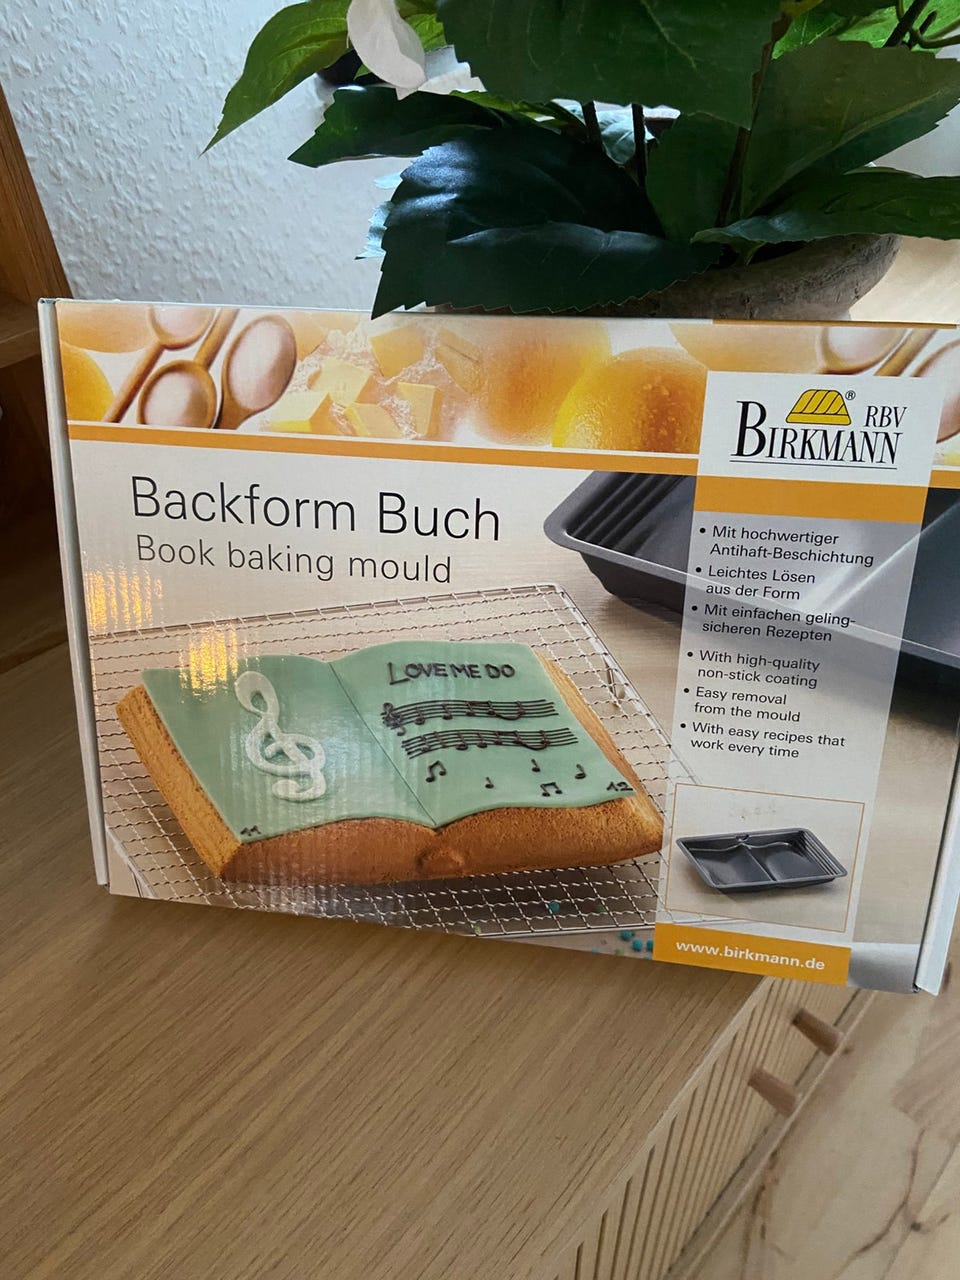 RBV
BIRKMANN®
Backform Buch
Book baking mould
• Mit hochwertiger
Antihaft-Beschichtung
• Leichtes Lösen
aus der Form
• Mit einfachen geling-
sicheren Rezepten
• With high-quality
non-stick coating
• Easy removal
from the mould
• With easy recipes that
work every time
LOVE ME DO
11
12
www.birkmann.de